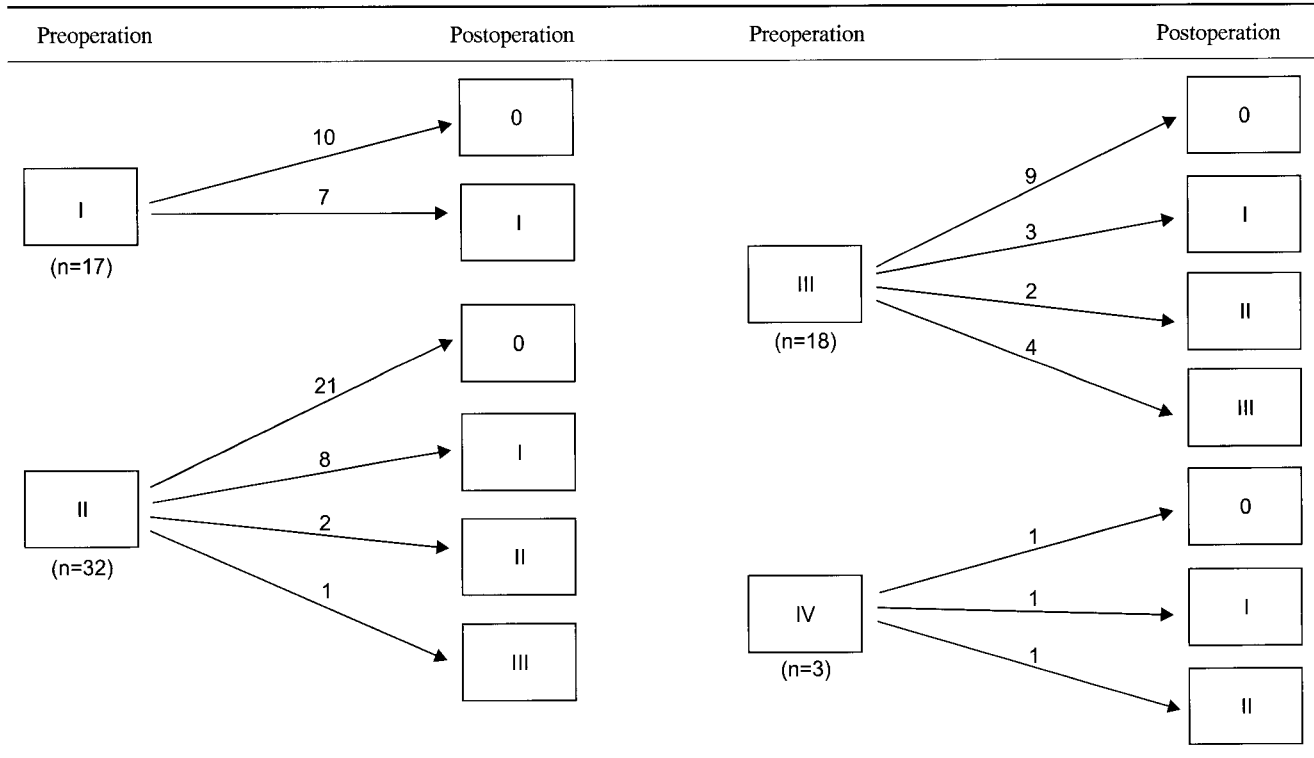 Preoperation Postoperation Preoperation Postoperation
10
0
7
I
I
(n=17)
21
0
8
I
II
2
II
(n=32)
1
III
9
0
3
I
III
2
II
(n=18)
4
III
1
0
IV
1
I
(n=3)
1
II